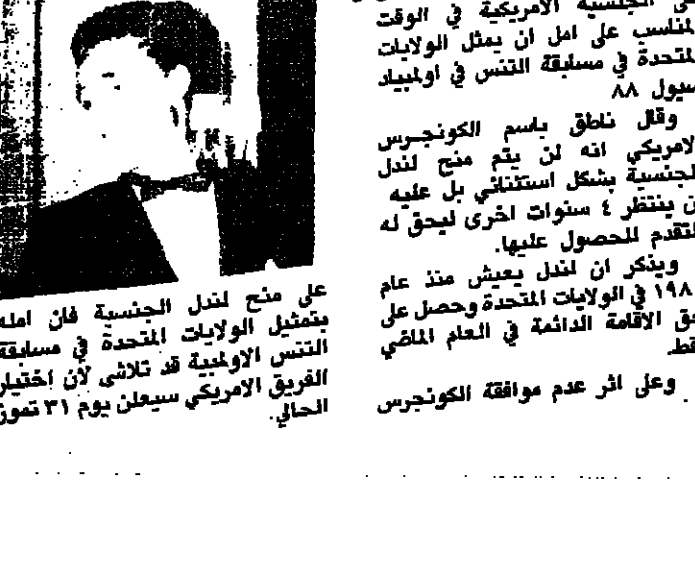 الجنسية الامريكية في الوقت
المناسب على امل ان يمثل الولايات
المتحدة في مسابقة التنس في اولمبياد
سيول ٨٨
وقال ناطق باسم الكونجرس
الامريكي انه لن يتم منح لندل
الجنسية بشكل استثنائي بل عليه
ان ينتظر ٤ سنوات اخرى ليحق له
التقدم للحصول عليها.
ويذكر ان لندل يعيش منذ عام
١٩٨ في الولايات المتحدة وحصل على
حق الاقامة الدائمة في العام الماضي
فقط.
وعلى اثر عدم موافقة الكونجرس
على منح لندل الجنسية فان امله
بتمثيل الولايات المتحدة في مسابقة
التنس الاولمبية قد تلاشى لأن اختيار
الفريق الامريكي سيعلن يوم ٣١ تموز
الحالي.